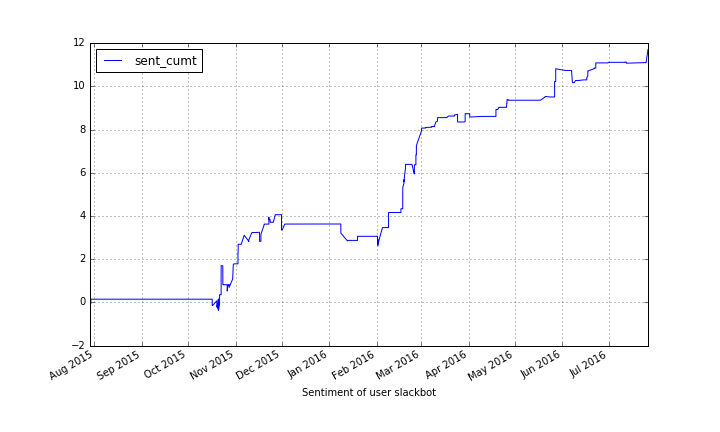 12
sent_cumt
10
8
6
4
2
0
−2
Aug 2015
Sep 2015
Oct 2015
Nov 2015
Dec 2015
Jan 2016
Feb 2016
Mar 2016
Apr 2016
May 2016
Jun 2016
Jul 2016
Sentiment of user slackbot